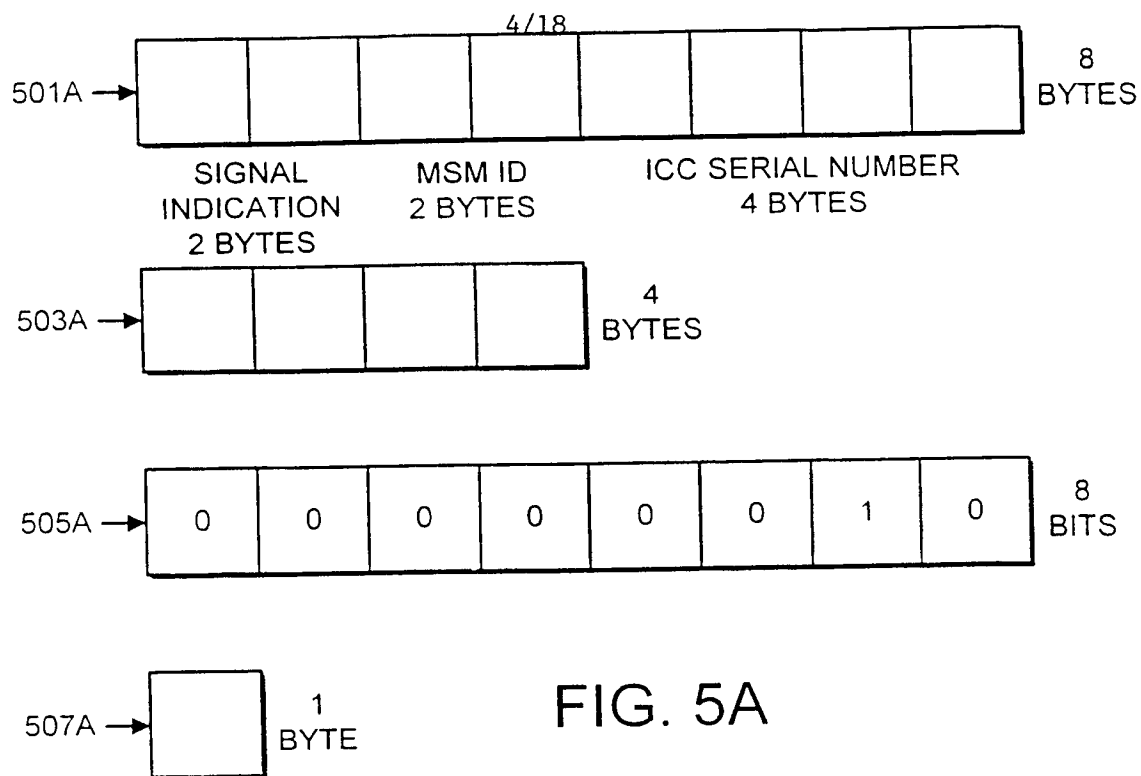 4/18
501A
8
BYTES
SIGNAL
INDICATION
2 BYTES
MSM ID
2 BYTES
ICC SERIAL NUMBER
4 BYTES
503A
4
BYTES
505A
0 0 0 0 0 0 1 0
8
BITS
507A
1
BYTE
FIG. 5A